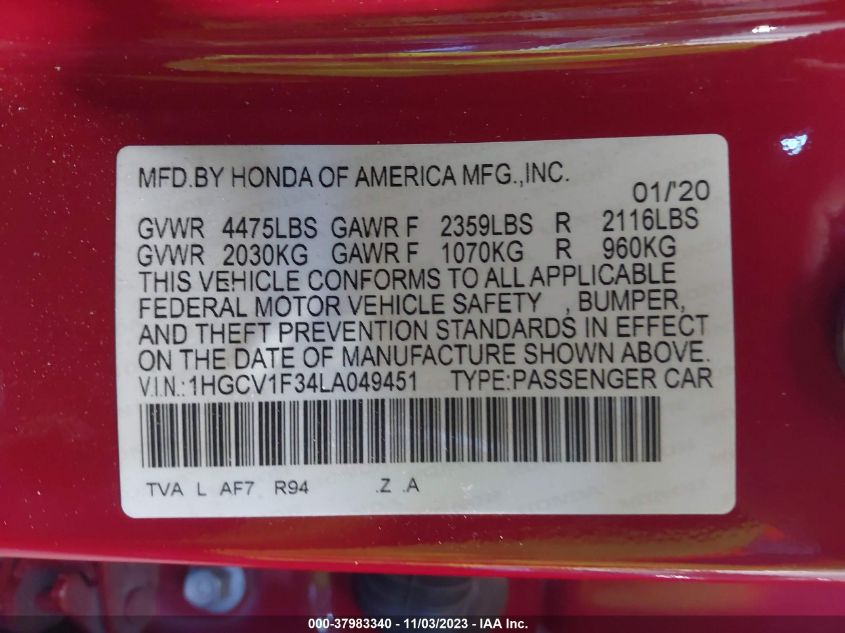 MFD.BY HONDA OF AMERICA MFG.,INC.
01/'20
GVWR 4475LBS GAWR F 2359LBS R 2116LBS
GVWR 2030KG GAWR F 1070KG R 960KG
THIS VEHICLE CONFORMS TO ALL APPLICABLE
FEDERAL MOTOR VEHICLE SAFETY , BUMPER,
AND THEFT PREVENTION STANDARDS IN EFFECT
ON THE DATE OF MANUFACTURE SHOWN ABOVE.
V.I.N.:1HGCV1F34LA049451 TYPE:PASSENGER CAR
TVA L AF7 R94 .Z .A
000-37983340 - 11/03/2023 - Copyright © 2023 IAA, Inc.